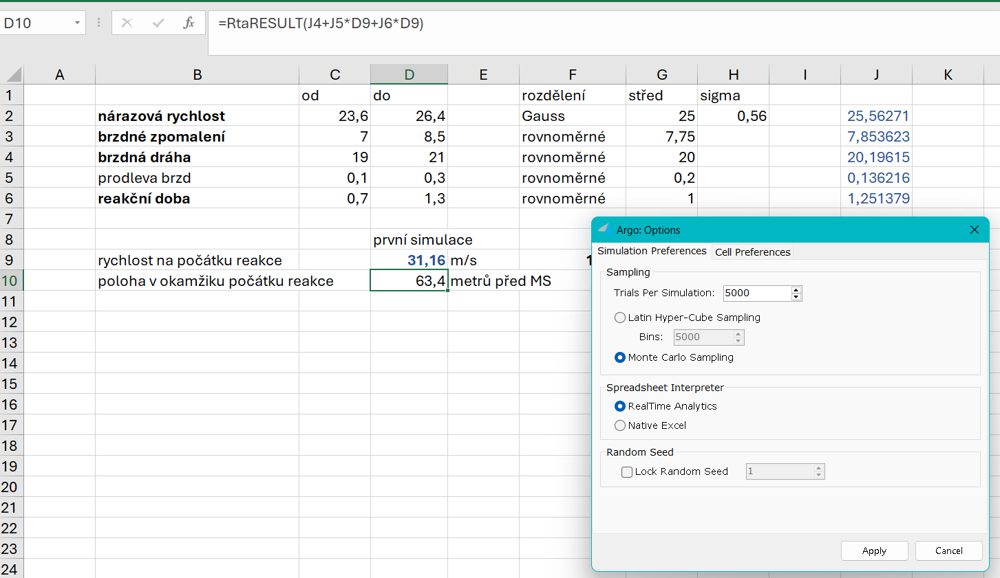 D10 fx =RtaRESULT(J4+J5*D9+J6*D9)
A B C D E F G H I J K
1 od do rozdělení střed sigma
2 nárazová rychlost 23,6 26,4 Gauss 25 0,56 25,56271
3 brzdné zpomalení 7 8,5 rovnoměrné 7,75 7,853623
4 brzdná dráha 19 21 rovnoměrné 20 20,19615
5 prodleva brzd 0,1 0,3 rovnoměrné 0,2 0,136216
6 reakční doba 0,7 1,3 rovnoměrné 1 1,251379
7
8 první simulace
9 rychlost na počátku reakce 31,16 m/s 1
10 poloha v okamžiku počátku reakce 63,4 metrů před MS
11
12
13
14
15
16
17
18
19
20
21
22
23
24
Argo: Options
Simulation Preferences Cell Preferences
Sampling
Trials Per Simulation: 5000
Latin Hyper-Cube Sampling
Bins: 5000
Monte Carlo Sampling
Spreadsheet Interpreter
RealTime Analytics
Native Excel
Random Seed
Lock Random Seed 1
Apply Cancel